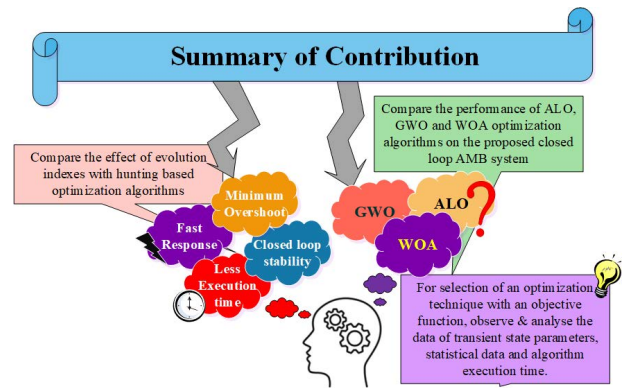 Summary of Contribution
Compare the performance of ALO,
GWO and WOA optimization
algorithms on the proposed closed
loop AMB system
Compare the effect of evolution
indexes with hunting based
optimization algorithms
Minimum
Overshoot
Fast
Response
Closed loop
stability
Less
Execution
time
GWO
ALO
?
WOA
For selection of an optimization
technique with an objective
function, observe & analyse the
data of transient state parameters,
statistical data and algorithm
execution time.